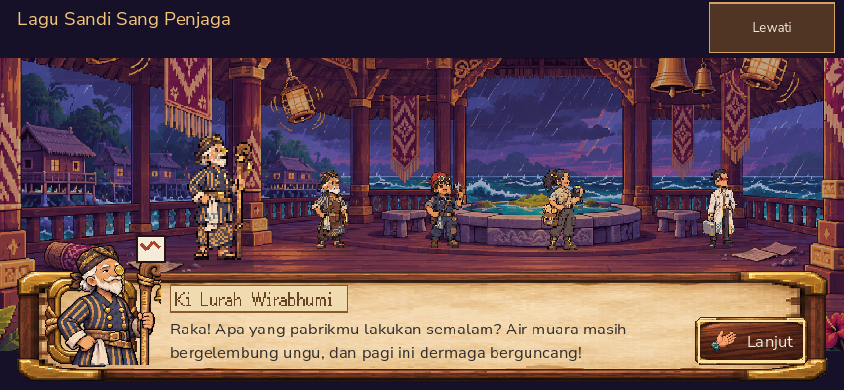 Lagu Sandi Sang Penjaga
Lewati
Ki Lurah Wirabhumi
Raka! Apa yang pabrikmu lakukan semalam? Air muara masih
bergelembung ungu, dan pagi ini dermaga berguncang!
Lanjut